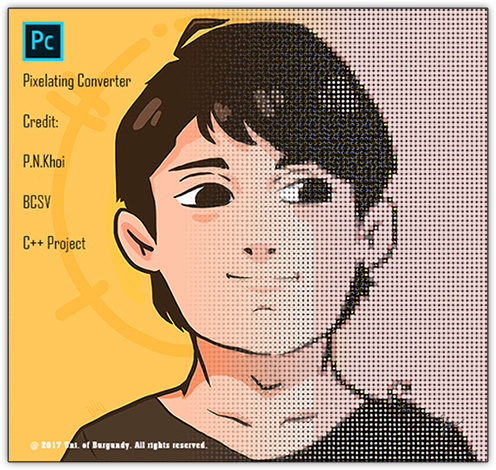 Pc
Pixelating Converter
Credit:
P.N.Khoi
BCSV
C++ Project
@ 2017 Uni. of Burgundy. All rights reserved.